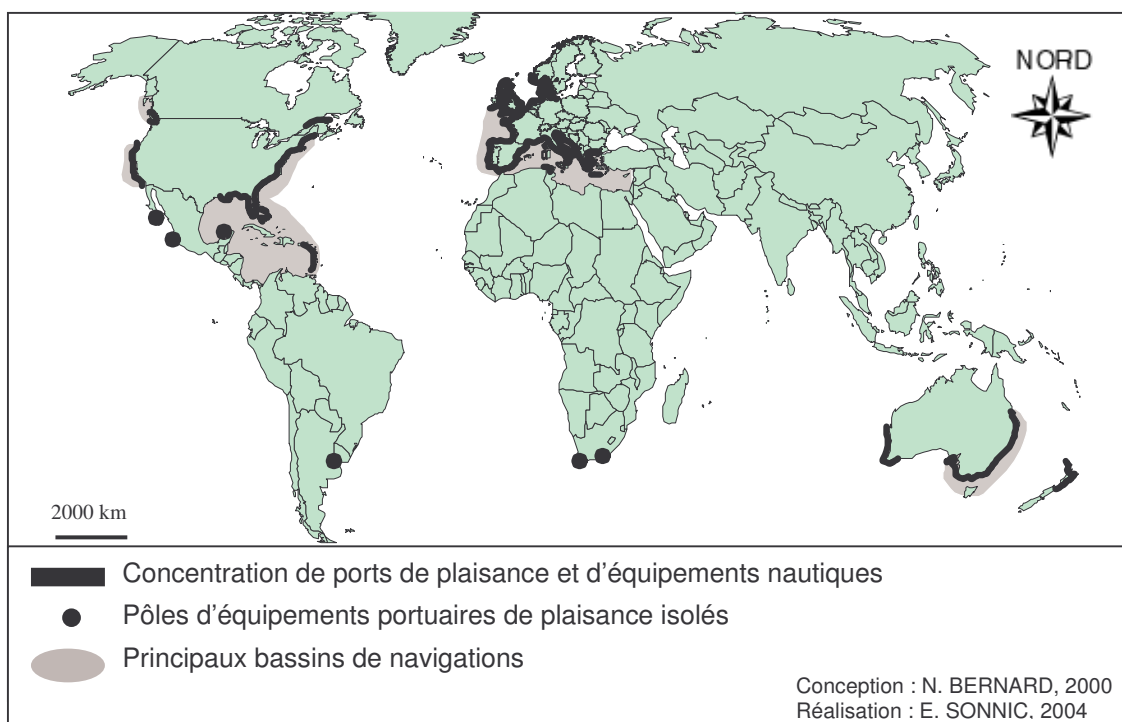 NORD
2000 km
Concentration de ports de plaisance et d'équipements nautiques
Pôles d'équipements portuaires de plaisance isolés
Principaux bassins de navigations
Conception : N. BERNARD, 2000
Réalisation : E. SONNIC, 2004